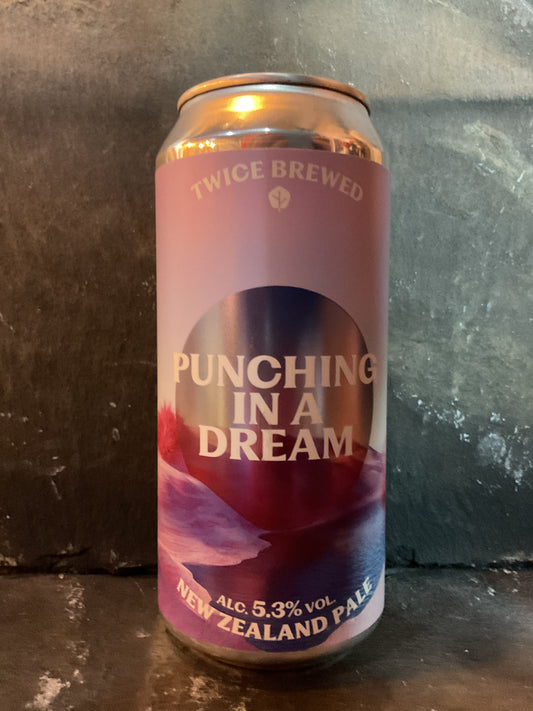 TWICE BREWED
PUNCHING
IN A
DREAM
ALC. 5.3% VOL.
NEW ZEALAND PALE